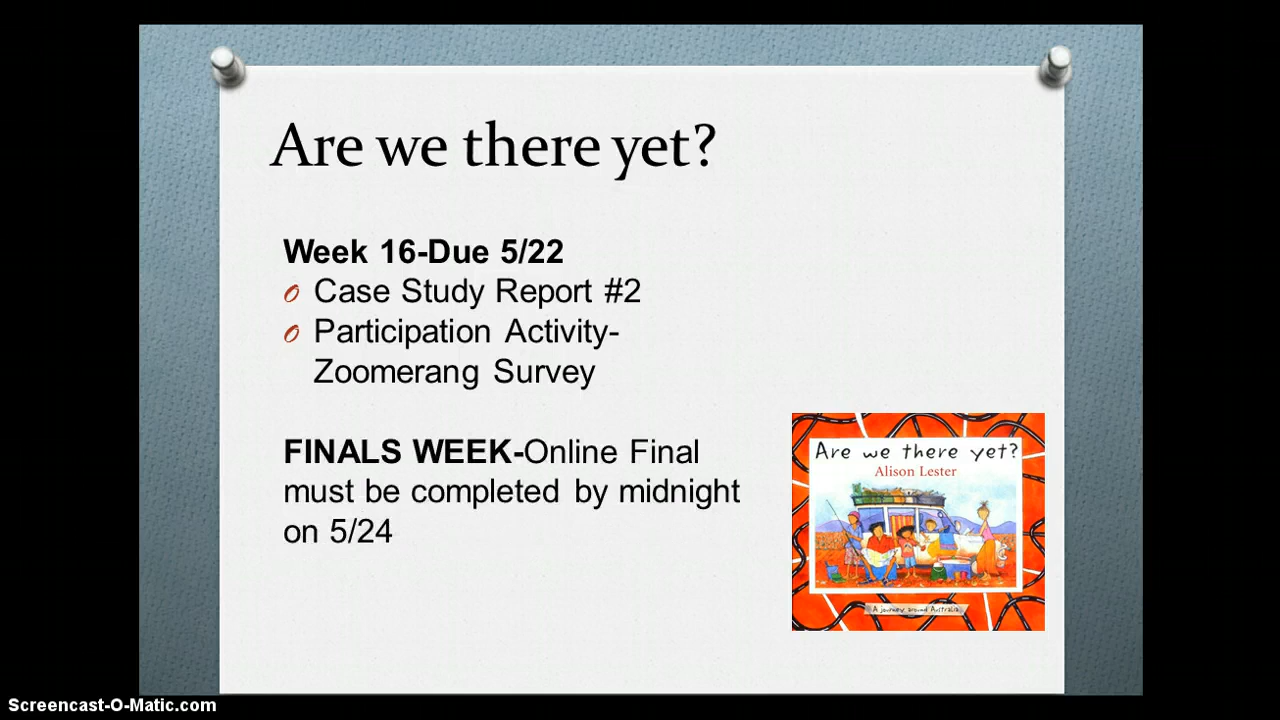 Are we there yet?
Week 16-Due 5/22
Case Study Report #2
Participation Activity-
Zoomerang Survey
FINALS WEEK-Online Final
must be completed by midnight
on 5/24
Are we there yet?
Alison Lester
A journey around Australia
Screencast-O-Matic.com